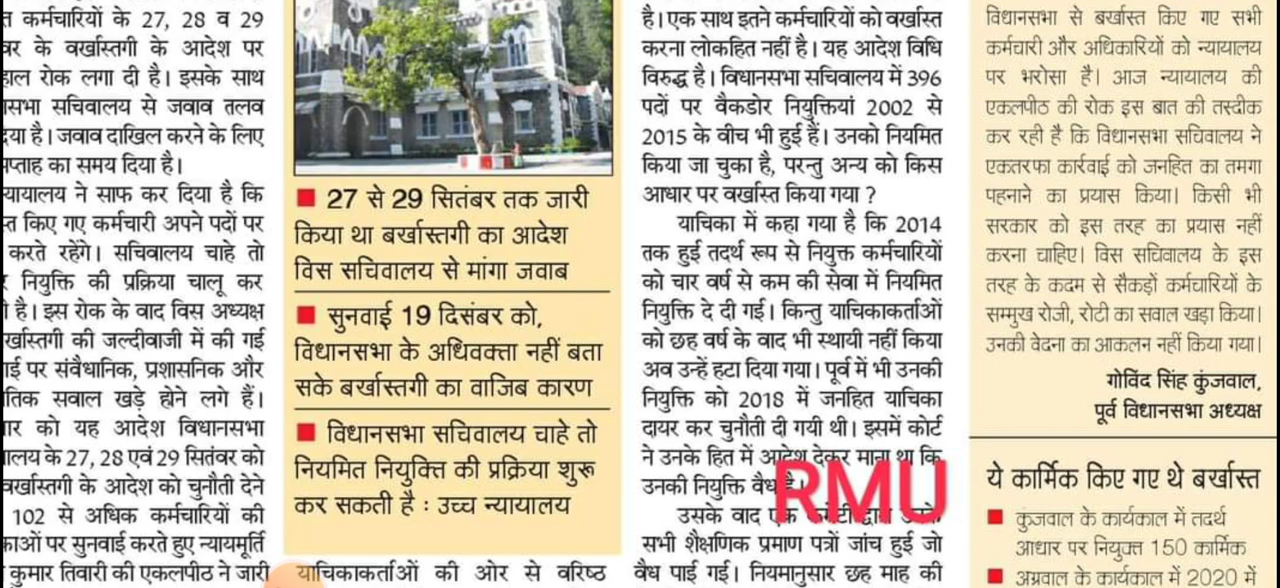 त कर्मचारियों के 27, 28 व 29
वर के वर्खास्तगी के आदेश पर
हाल रोक लगा दी है। इसके साथ
सभा सचिवालय से जवाव तलव
दया है। जवाव दाखिल करने के लिए
प्ताह का समय दिया है।
यायालय ने साफ कर दिया है कि
स्त किए गए कर्मचारी अपने पदों पर
करते रहेंगे। सचिवालय चाहे तो
नियुक्ति की प्रक्रिया चालू कर
है। इस रोक के वाद विस अध्यक्ष
र्खास्तगी की जल्दीवाजी में की गई
ाई पर संवैधानिक, प्रशासनिक और
तिक सवाल खड़े होने लगे हैं।
ार को यह आदेश विधानसभा
ालय के 27, 28 एवं 29 सितंवर को
वर्खास्तगी के आदेश को चुनौती देने
102 से अधिक कर्मचारियों की
काओं पर सुनवाई करते हुए न्यायमूर्ति
कुमार तिवारी की एकलपीठ ने जारी
27 से 29 सितंबर तक जारी
किया था बर्खास्तगी का आदेश
विस सचिवालय से मांगा जवाब
सुनवाई 19 दिसंबर को,
विधानसभा के अधिवक्ता नहीं बता
सके बर्खास्तगी का वाजिब कारण
विधानसभा सचिवालय चाहे तो
नियमित नियुक्ति की प्रक्रिया शुरू
कर सकती है : उच्च न्यायालय
याचिकाकर्ताओं की ओर से वरिष्ठ
है। एक साथ इतने कर्मचारियों को वर्खास्त
करना लोकहित नहीं है। यह आदेश विधि
विरुद्ध है। विधानसभा सचिवालय में 396
पदों पर वैकडोर नियुक्तियां 2002 से
2015 के वीच भी हुई हैं। उनको नियमित
किया जा चुका है, परन्तु अन्य को किस
आधार पर वर्खास्त किया गया ?
याचिका में कहा गया है कि 2014
तक हुई तदर्थ रूप से नियुक्त कर्मचारियों
को चार वर्ष से कम की सेवा में नियमित
नियुक्ति दे दी गई। किन्तु याचिकाकर्ताओं
को छह वर्ष के वाद भी स्थायी नहीं किया
अव उन्हें हटा दिया गया। पूर्व में भी उनकी
नियुक्ति को 2018 में जनहित याचिका
दायर कर चुनौती दी गयी थी। इसमें कोर्ट
ने उनके हित में आदेश देकर माना था कि
उनकी नियुक्ति वैध है।
RMU
उसके वाद एक कमेटी द्वारा उनके
सभी शैक्षणिक प्रमाण पत्रों जांच हुई जो
वैध पाई गई। नियमानुसार छह माह की
विधानसभा से बर्खास्त किए गए सभी
कर्मचारी और अधिकारियों को न्यायालय
पर भरोसा है। आज न्यायालय की
एकलपीठ की रोक इस बात की तस्दीक
कर रही है कि विधानसभा सचिवालय ने
एकतरफा कार्रवाई को जनहित का तमगा
पहनाने का प्रयास किया। किसी भी
सरकार को इस तरह का प्रयास नहीं
करना चाहिए। विस सचिवालय के इस
तरह के कदम से सैकड़ों कर्मचारियों के
सम्मुख रोजी, रोटी का सवाल खड़ा किया।
उनकी वेदना का आकलन नहीं किया गया।
गोविंद सिंह कुंजवाल,
पूर्व विधानसभा अध्यक्ष
ये कार्मिक किए गए थे बर्खास्त
कुंजवाल के कार्यकाल में तदर्थ
आधार पर नियुक्त 150 कार्मिक
अग्रवाल के कार्यकाल में 2020 में